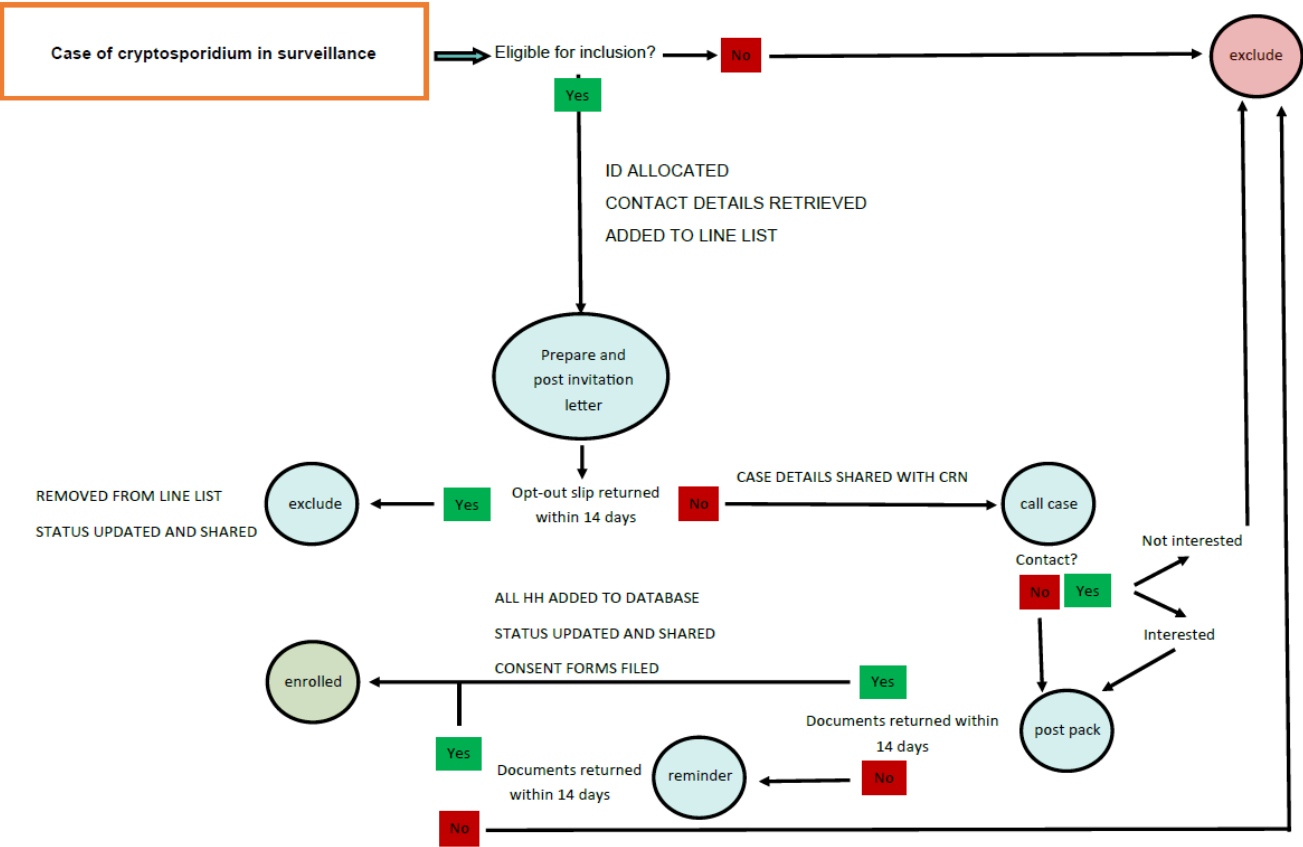 Case of cryptosporidium in surveillance
Eligible for inclusion?
No
exclude
Yes
ID ALLOCATED
CONTACT DETAILS RETRIEVED
ADDED TO LINE LIST
Prepare and
post invitation
letter
REMOVED FROM LINE LIST
STATUS UPDATED AND SHARED
exclude
Yes
Opt-out slip returned
within 14 days
No
CASE DETAILS SHARED WITH CRN
call case
Contact?
No
Yes
Not interested
Interested
ALL HH ADDED TO DATABASE
STATUS UPDATED AND SHARED
CONSENT FORMS FILED
enrolled
Yes
Documents returned within
14 days
No
post pack
reminder
Yes
Documents returned
within 14 days
No